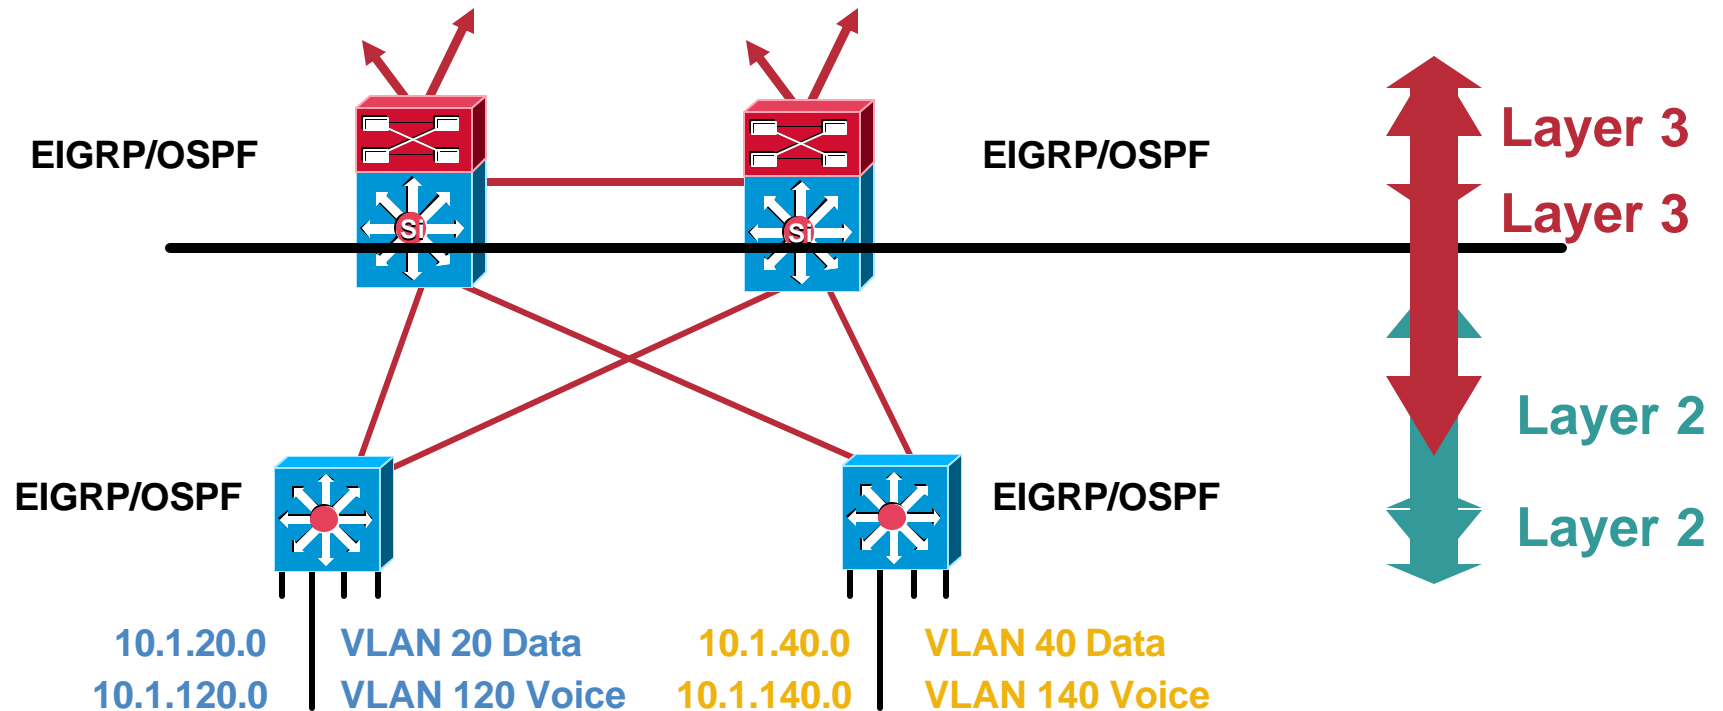 EIGRP/OSPF
EIGRP/OSPF
Layer 3
Layer 3
Si
Si
Layer 2
EIGRP/OSPF
EIGRP/OSPF
Layer 2
10.1.20.0 VLAN 20 Data
10.1.120.0 VLAN 120 Voice
10.1.40.0 VLAN 40 Data
10.1.140.0 VLAN 140 Voice